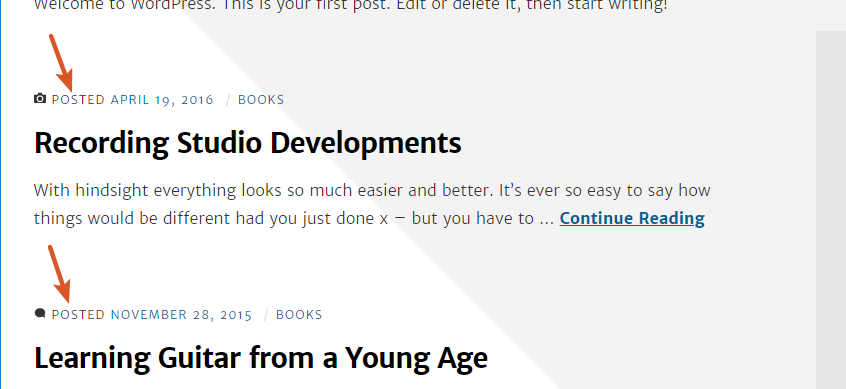 Welcome to WordPress. This is your first post. Edit or delete it, then start writing!
POSTED APRIL 19, 2016 / BOOKS
Recording Studio Developments
With hindsight everything looks so much easier and better. It’s ever so easy to say how
things would be different had you just done x – but you have to … Continue Reading
POSTED NOVEMBER 28, 2015 / BOOKS
Learning Guitar from a Young Age